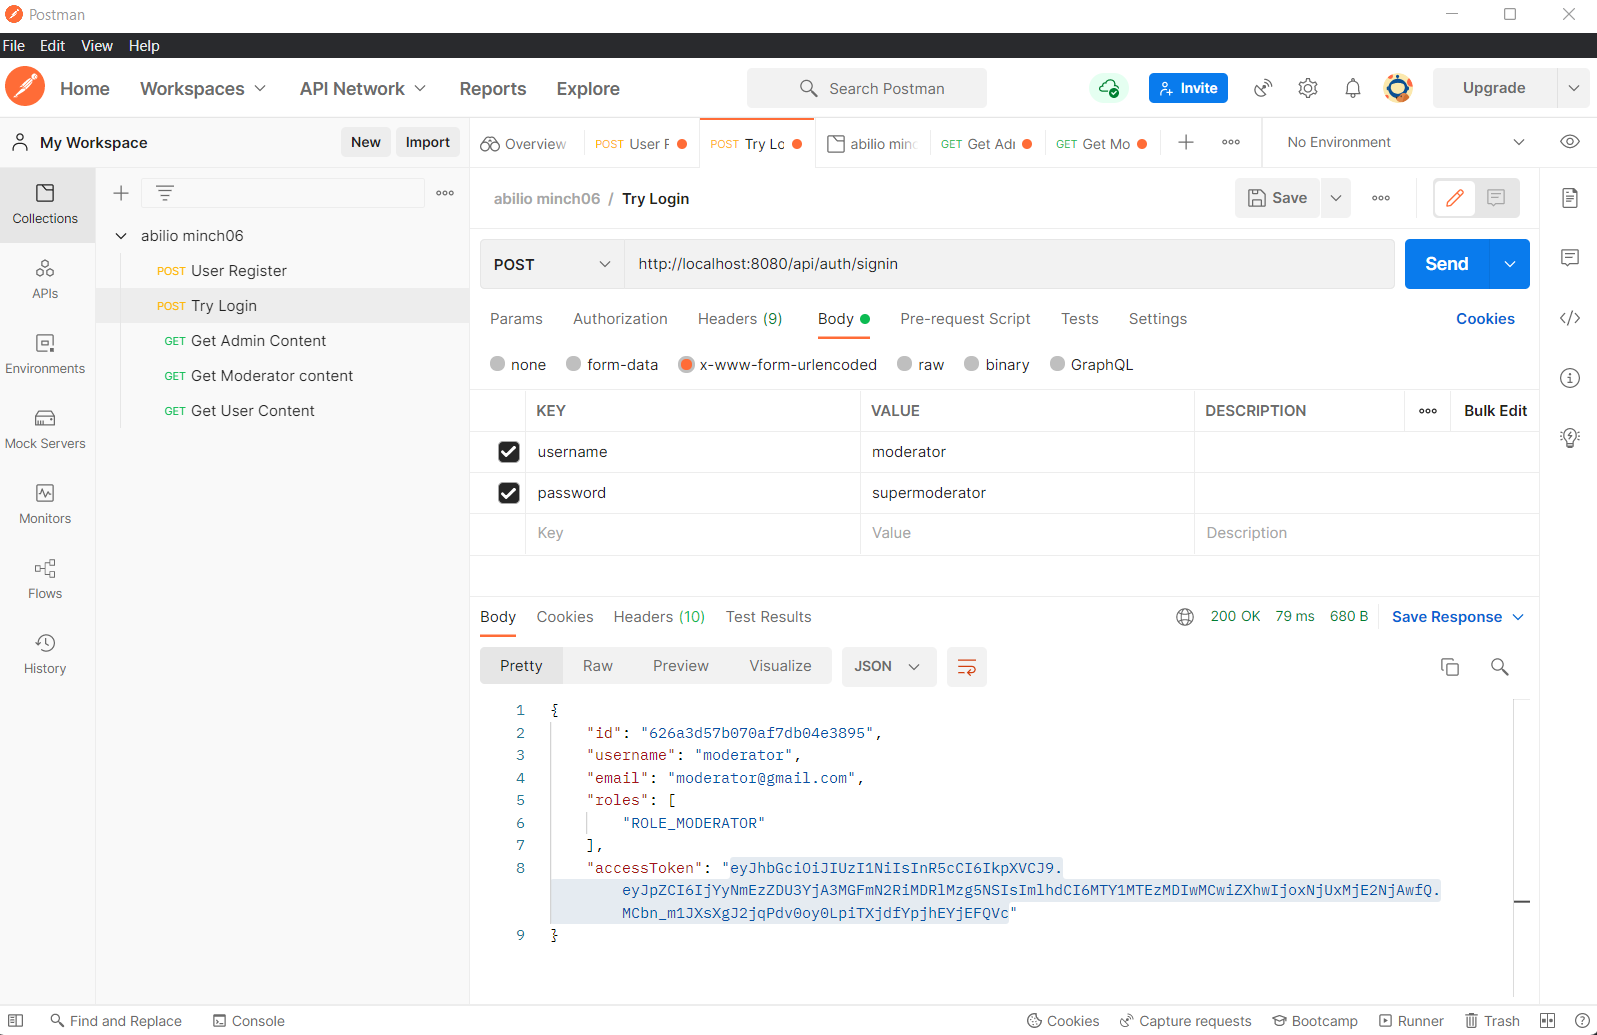 Postman
File Edit View Help
Home Workspaces API Network Reports Explore Search Postman Invite Upgrade
My Workspace New Import
Overview POST User POST Try Lo abilio GET Get Ad GET Get Mo No Environment
Collections
APIs
Environments
Mock Servers
Monitors
Flows
History
abilio minch06
POST User Register
POST Try Login
GET Get Admin Content
GET Get Moderator content
GET Get User Content
abilio minch06 / Try Login Save
POST http://localhost:8080/api/auth/signin Send
Params Authorization Headers (9) Body Pre-request Script Tests Settings Cookies
none form-data x-www-form-urlencoded raw binary GraphQL
KEY VALUE DESCRIPTION Bulk Edit
username moderator
password supermoderator
Key Value Description
Body Cookies Headers (10) Test Results 200 OK 79 ms 680 B Save Response
Pretty Raw Preview Visualize JSON
1 {
2 "id": "626a3d57b070af7db04e3895",
3 "username": "moderator",
4 "email": "moderator@gmail.com",
5 "roles": [
6 "ROLE_MODERATOR"
7 ],
8 "accessToken": "eyJhbGciOiJIUzI1NiIsInR5cCI6IkpXVCJ9.
eyJpZCI6IjYyNmEzZDU3YjA3MGFmN2RiMDRlMzg5NSIsImlhdCI6MTY1MTEzMDIwMCwiZXhwIjoxNjUxMjE2NjAwfQ.
MCbn_m1JXsXgJ2jqPdv0oy0LpiTXjdfYpjhEYjEFQVc"
9 }
Find and Replace Console Cookies Capture requests Bootcamp Runner Trash